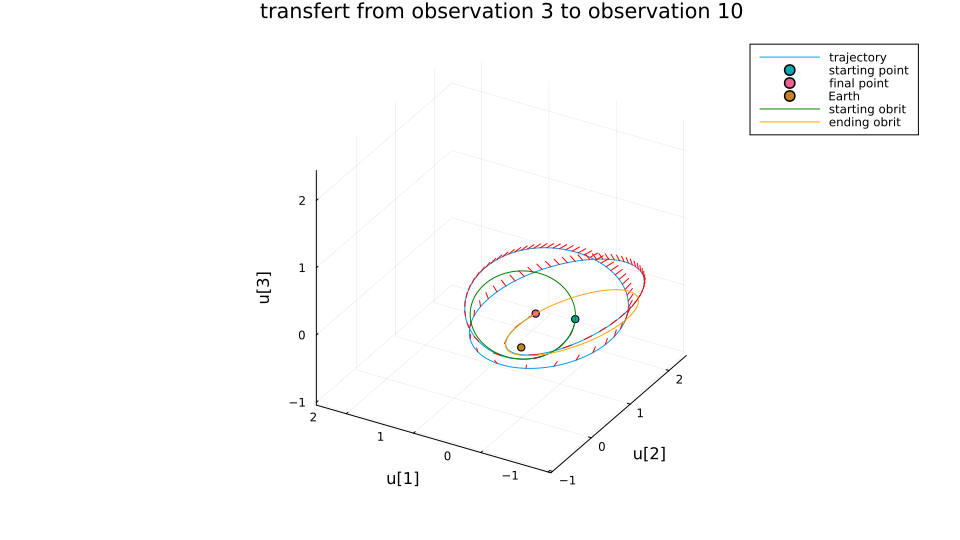 transfert from observation 3 to observation 10
trajectory
starting point
final point
Earth
starting obrit
ending obrit
u[3]
2
1
0
−1
2
1
0
−1
u[1]
−1
0
1
2
u[2]